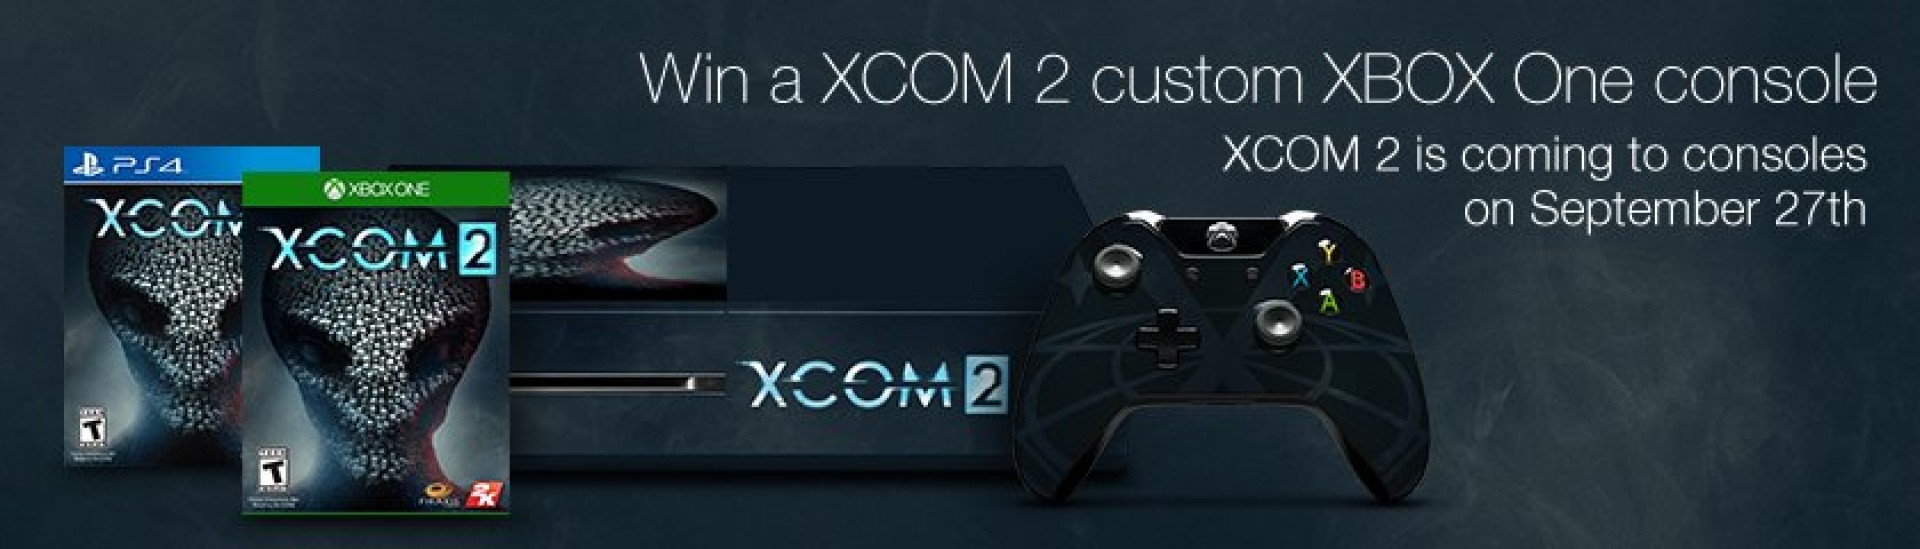 Win a XCOM 2 custom XBOX One console
XCOM 2 is coming to consoles
on September 27th
PS4
XCOM
XBOX ONE
XCOM 2
T
T
2K
XCOM 2
Y
X
B
A